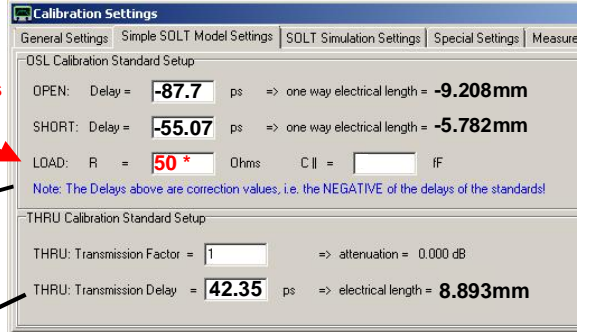 Calibration Settings
General Settings Simple SOLT Model Settings SOLT Simulation Settings Special Settings Measure
OSL Calibration Standard Setup
OPEN: Delay = -87.7 ps => one way electrical length = -9.208mm
s
SHORT: Delay = -55.07 ps => one way electrical length = -5.782mm
LOAD: R = 50 * Ohms C || = fF
Note: The Delays above are correction values, i.e. the NEGATIVE of the delays of the standards!
THRU Calibration Standard Setup
THRU: Transmission Factor = 1 => attenuation = 0.000 dB
THRU: Transmission Delay = 42.35 ps => electrical length = 8.893mm